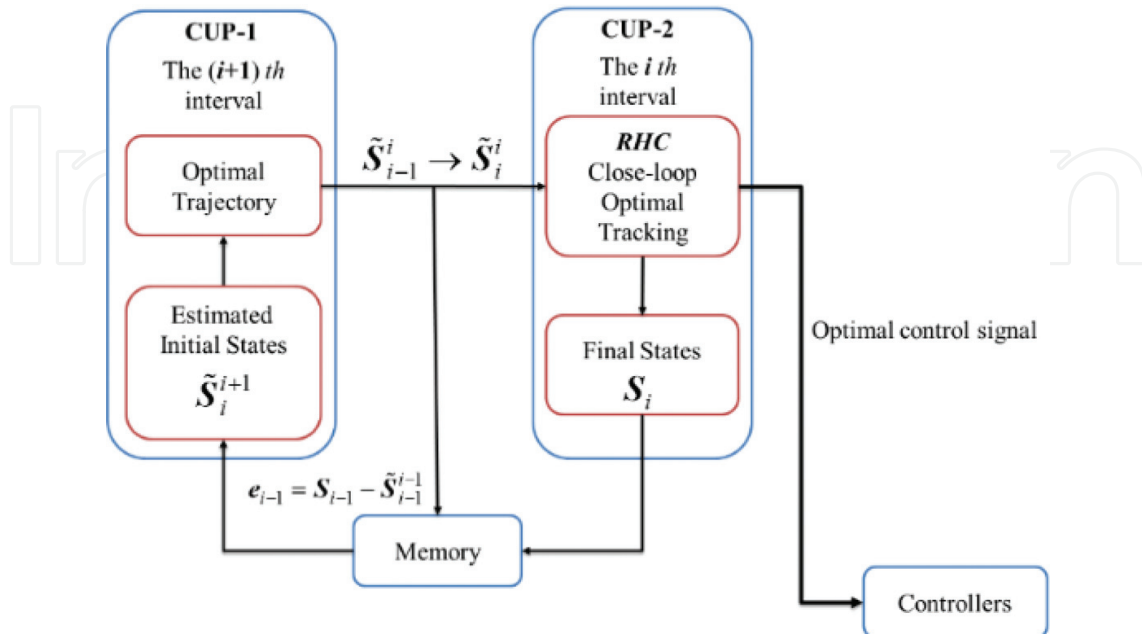 CUP-1
The (i+1) th
interval
Optimal
Trajectory
Estimated
Initial States
S̃ᵢⁱ⁺¹
S̃ᵢ₋₁ⁱ → S̃ᵢⁱ
CUP-2
The i th
interval
RHC
Close-loop
Optimal
Tracking
Final States
Sᵢ
Optimal control signal
eᵢ₋₁ = Sᵢ₋₁ − S̃ᵢ₋₁ⁱ⁻¹
Memory
Controllers